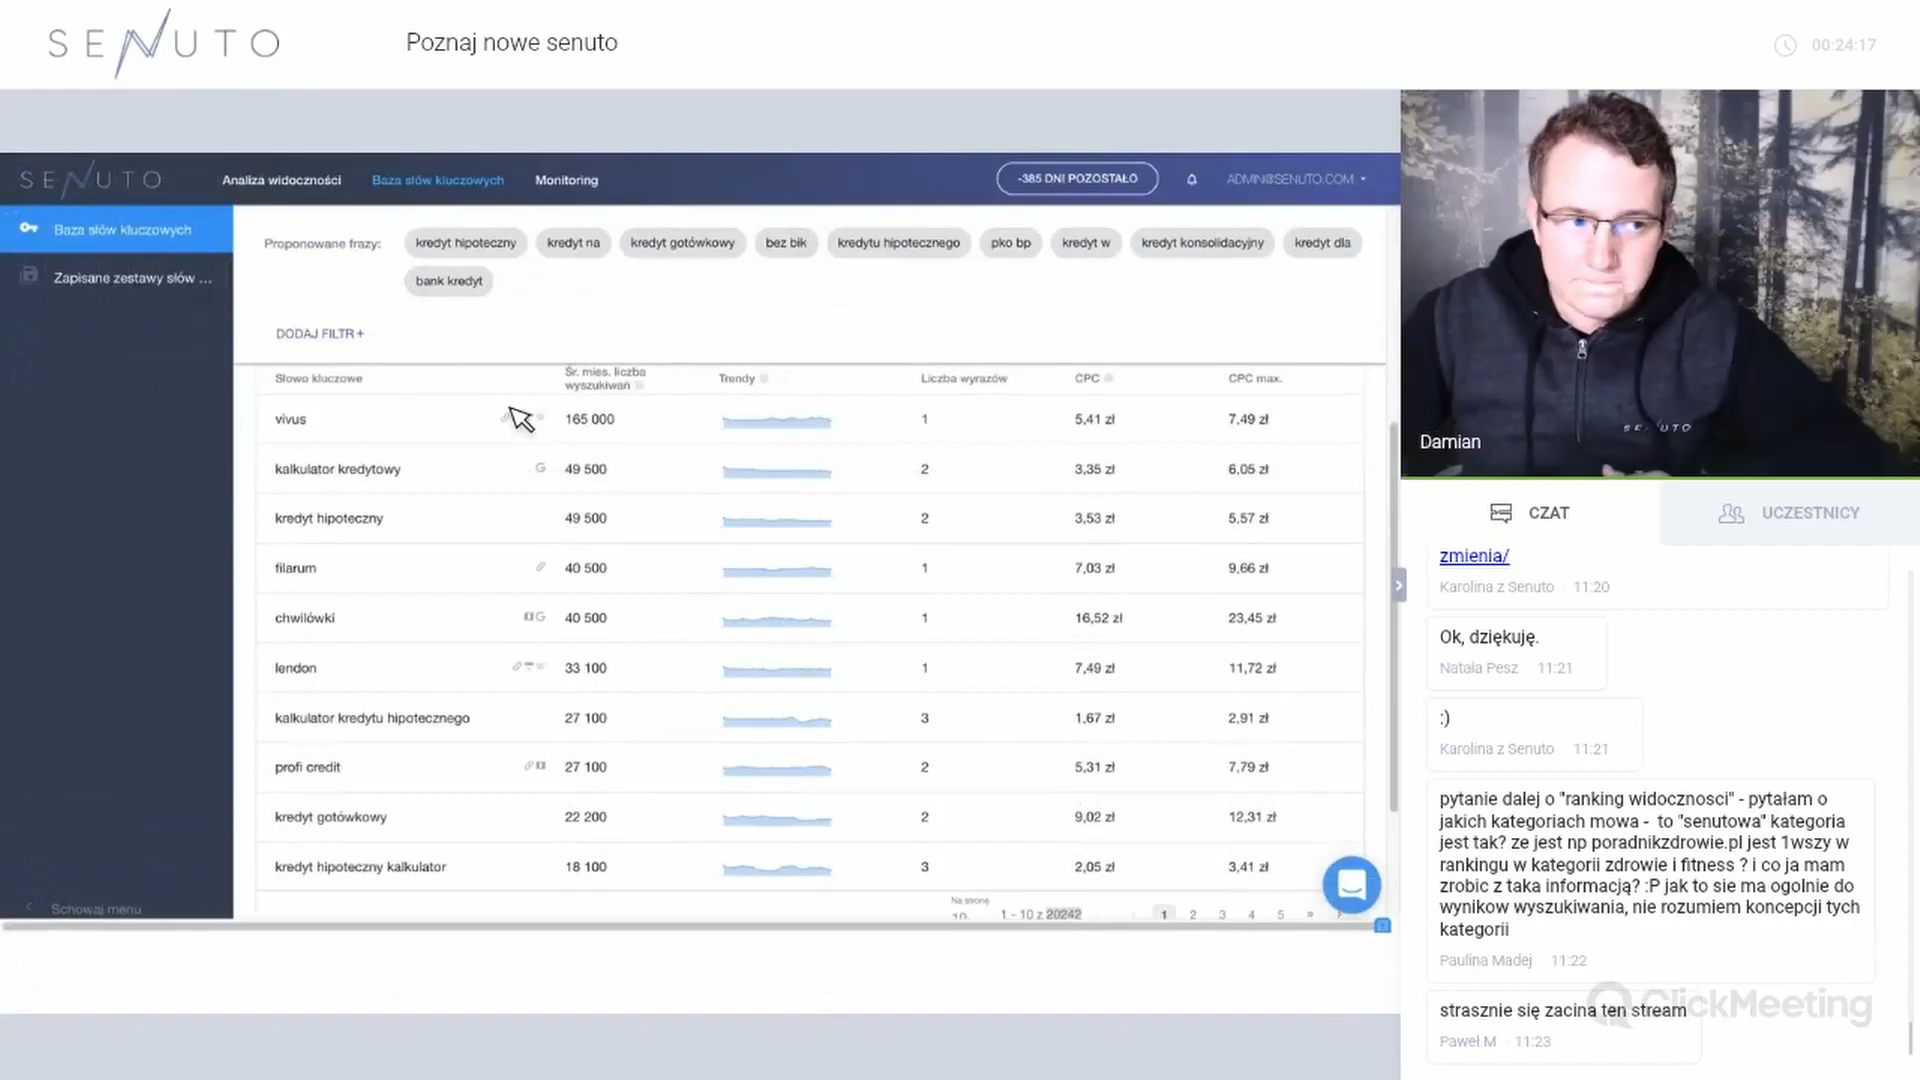 SENUTO
Poznaj nowe senuto
00:24:17
SENUTO
Analiza widoczności
Baza słów kluczowych
Monitoring
-385 DNI POZOSTAŁO
ADMIN@SENUTO.COM
Baza słów kluczowych
Zapisane zestawy słów ...
Schowaj menu
Proponowane frazy:
kredyt hipoteczny
kredyt na
kredyt gotówkowy
bez bik
kredytu hipotecznego
pko bp
kredyt w
kredyt konsolidacyjny
kredyt dla
bank kredyt
DODAJ FILTR +
Słowo kluczowe Śr. mies. liczba wyszukiwań Trendy Liczba wyrazów CPC CPC max.
vivus 165 000 1 5,41 zł 7,49 zł
kalkulator kredytowy G 49 500 2 3,35 zł 6,05 zł
kredyt hipoteczny 49 500 2 3,53 zł 5,57 zł
filarum 40 500 1 7,03 zł 9,66 zł
chwilówki G 40 500 1 16,52 zł 23,45 zł
lendon 33 100 1 7,49 zł 11,72 zł
kalkulator kredytu hipotecznego 27 100 3 1,67 zł 2,91 zł
profi credit 27 100 2 5,31 zł 7,79 zł
kredyt gotówkowy 22 200 2 9,02 zł 12,31 zł
kredyt hipoteczny kalkulator 18 100 3 2,05 zł 3,41 zł
Na stronę
10 1 - 10 z 20242 1 2 3 4 5 »
Damian
SENUTO
CZAT
UCZESTNICY
zmienia/
Karolina z Senuto 11:20
Ok, dziękuję.
Natala Pesz 11:21
:)
Karolina z Senuto 11:21
pytanie dalej o "ranking widocznosci" - pytałam o
jakich kategoriach mowa - to "senutowa" kategoria
jest tak? ze jest np poradnikzdrowie.pl jest 1wszy w
rankingu w kategorii zdrowie i fitness ? i co ja mam
zrobic z taka informacją? :P jak to sie ma ogolnie do
wynikow wyszukiwania, nie rozumiem koncepcji tych
kategorii
Paulina Madej 11:22
strasznie się zacina ten stream
Paweł M 11:23
ClickMeeting